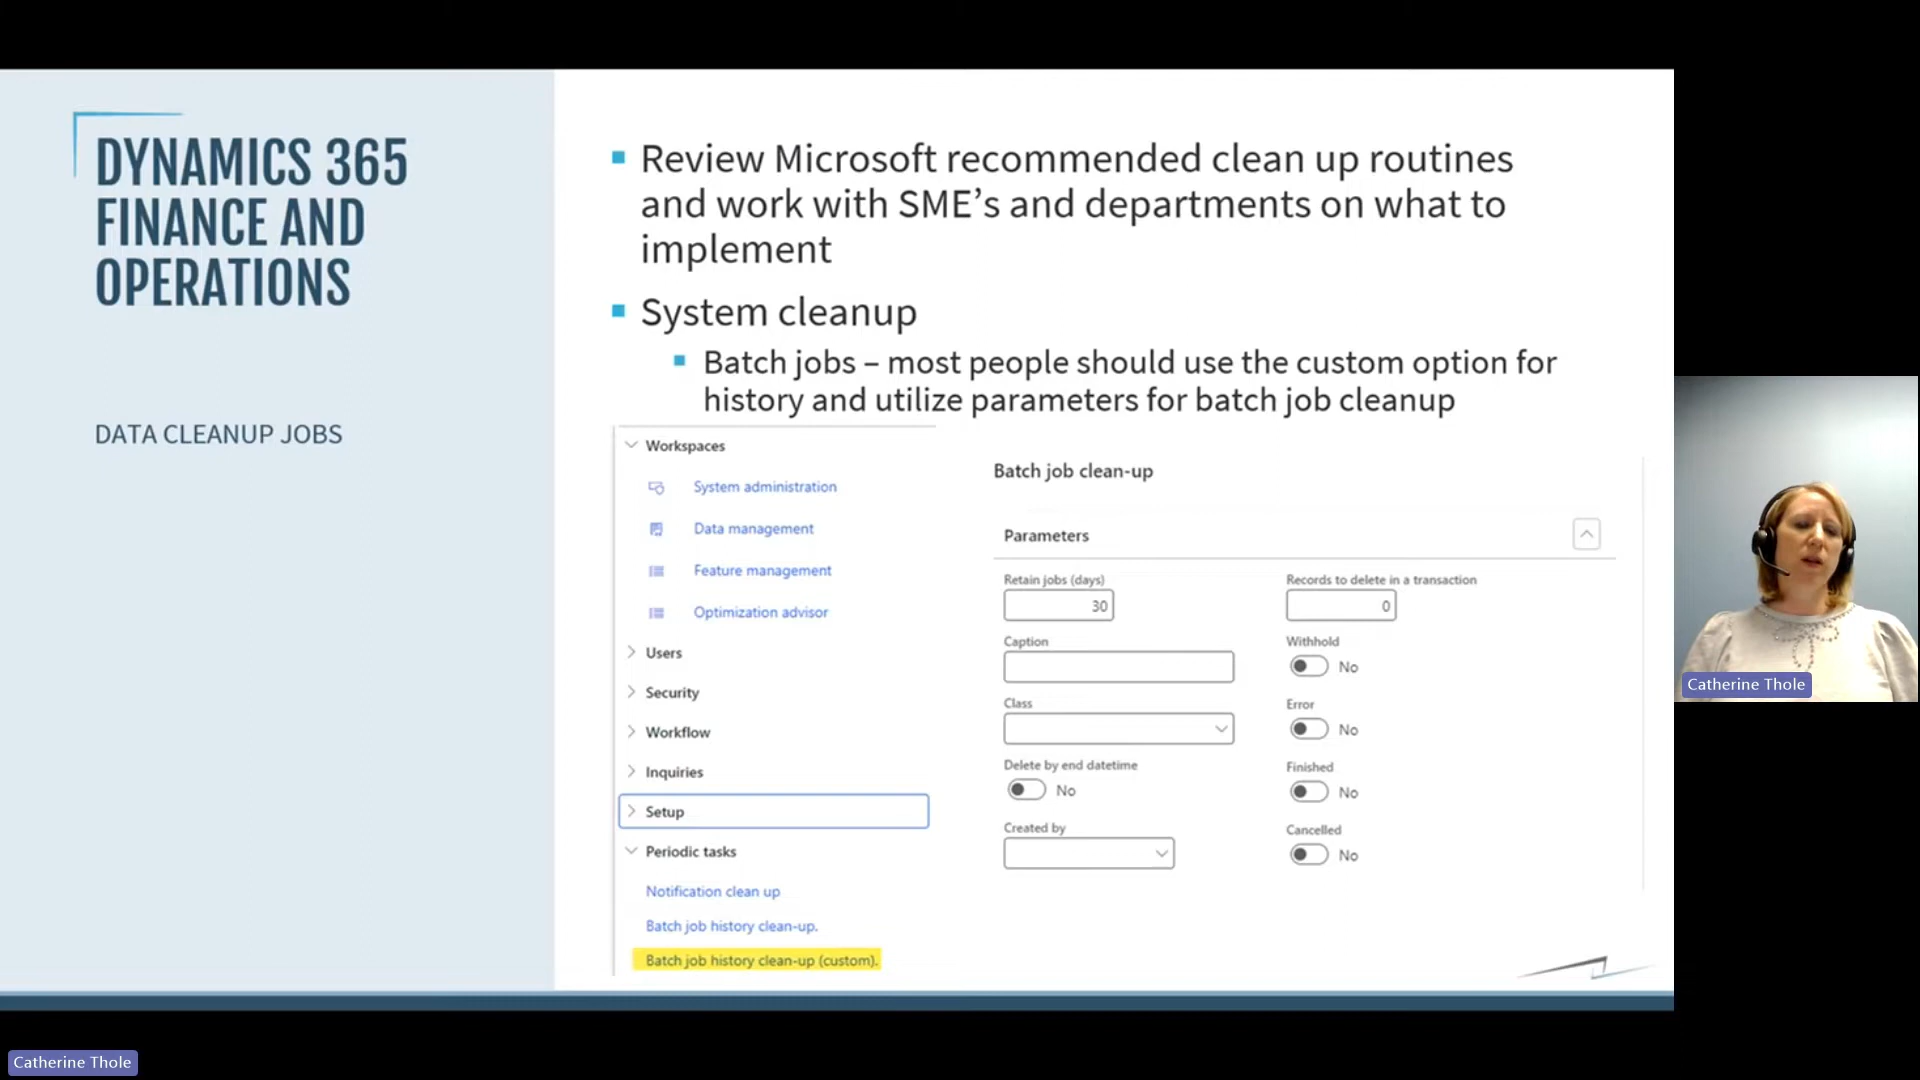 DYNAMICS 365
FINANCE AND
OPERATIONS
DATA CLEANUP JOBS
Review Microsoft recommended clean up routines
and work with SME’s and departments on what to
implement
System cleanup
Batch jobs – most people should use the custom option for
history and utilize parameters for batch job cleanup
Workspaces
System administration
Data management
Feature management
Optimization advisor
Users
Security
Workflow
Inquiries
Setup
Periodic tasks
Notification clean up
Batch job history clean-up.
Batch job history clean-up (custom).
Batch job clean-up
Parameters
Retain jobs (days)
30
Caption
Class
Delete by end datetime
No
Created by
Records to delete in a transaction
0
Withhold
No
Error
No
Finished
No
Cancelled
No
Catherine Thole
Catherine Thole